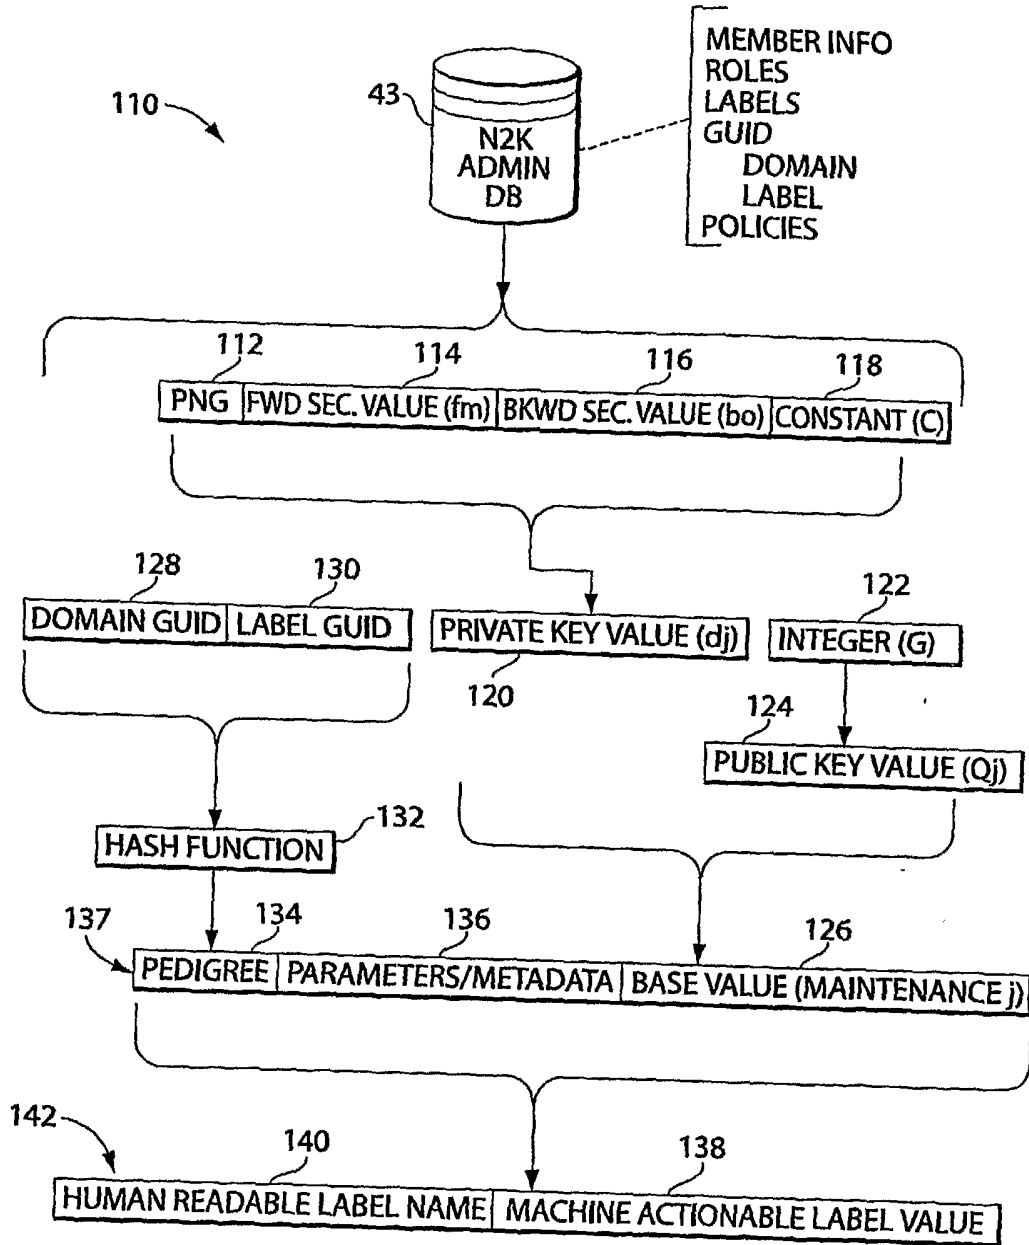 MEMBER INFO
ROLES
LABELS
GUID
DOMAIN
LABEL
POLICIES
110
43
N2K
ADMIN
DB
112
114
116
118
PNG
FWD SEC. VALUE (fm)
BKWD SEC. VALUE (bo)
CONSTANT (C)
128
130
122
DOMAIN GUID
LABEL GUID
PRIVATE KEY VALUE (dj)
INTEGER (G)
120
124
PUBLIC KEY VALUE (Qj)
132
HASH FUNCTION
137
134
136
126
PEDIGREE
PARAMETERS/METADATA
BASE VALUE (MAINTENANCE j)
142
140
138
HUMAN READABLE LABEL NAME
MACHINE ACTIONABLE LABEL VALUE